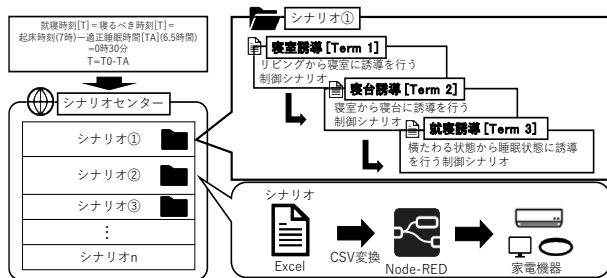 就寝時刻[T]＝寝るべき時刻[T]＝
起床時刻(7時)ー適正睡眠時間[TA](6.5時間)
=0時30分
T=T0-TA
シナリオセンター
シナリオ①
シナリオ②
シナリオ③
⋮
シナリオn
シナリオ①
寝室誘導 [Term 1]
リビングから寝室に誘導を行う
制御シナリオ
寝台誘導 [Term 2]
寝室から寝台に誘導を行う
制御シナリオ
就寝誘導 [Term 3]
横たわる状態から睡眠状態に誘導
を行う制御シナリオ
シナリオ
Excel
CSV変換
Node-RED
家電機器